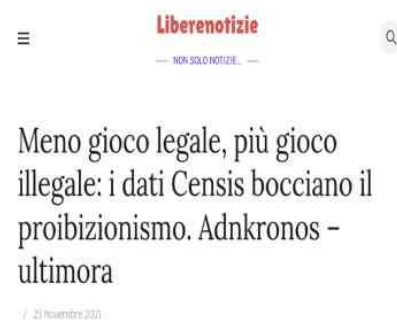 Liberenotizie
NON SOLO NOTIZIE...
Meno gioco legale, più gioco
illegale: i dati Censis bocciano il
proibizionismo. Adnkronos –
ultimora
/ 23 Novembre 2021